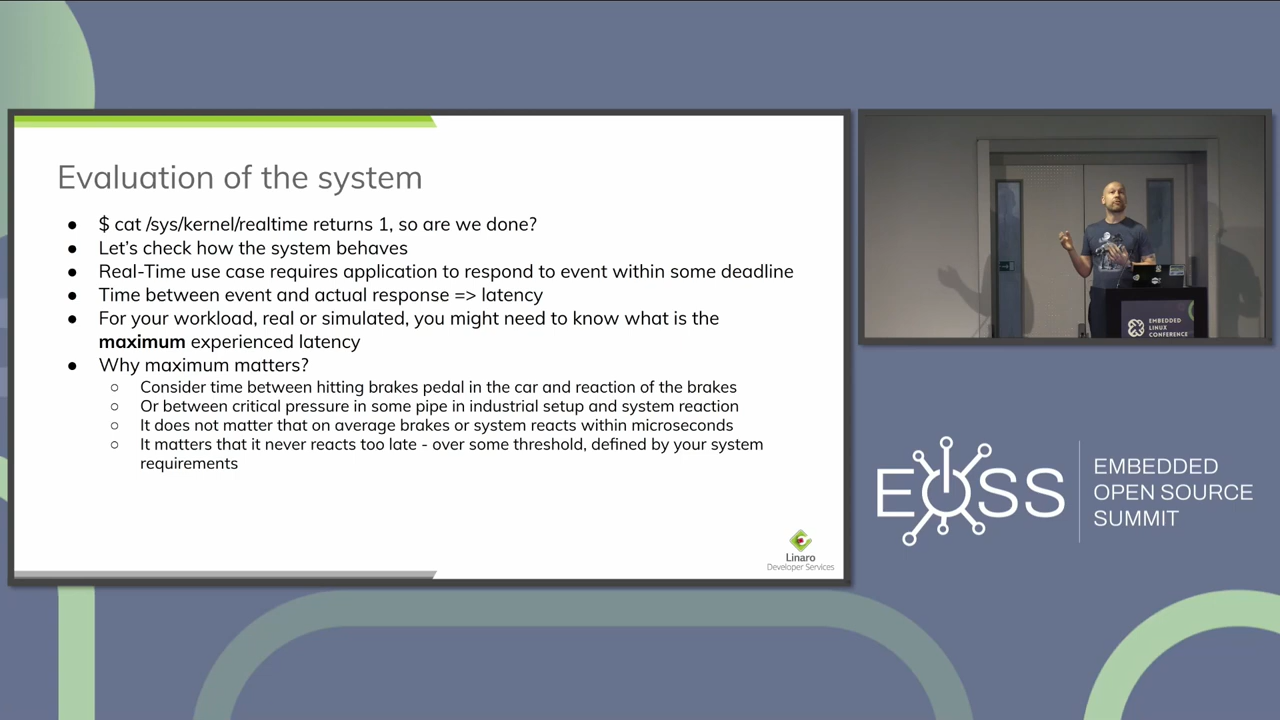 Evaluation of the system
● $ cat /sys/kernel/realtime returns 1, so are we done?
● Let's check how the system behaves
● Real-Time use case requires application to respond to event within some deadline
● Time between event and actual response => latency
● For your workload, real or simulated, you might need to know what is the
maximum experienced latency
● Why maximum matters?
○ Consider time between hitting brakes pedal in the car and reaction of the brakes
○ Or between critical pressure in some pipe in industrial setup and system reaction
○ It does not matter that on average brakes or system reacts within microseconds
○ It matters that it never reacts too late - over some threshold, defined by your system
requirements
Linaro
Developer Services
EMBEDDED
LINUX
CONFERENCE
EOSS
EMBEDDED
OPEN SOURCE
SUMMIT